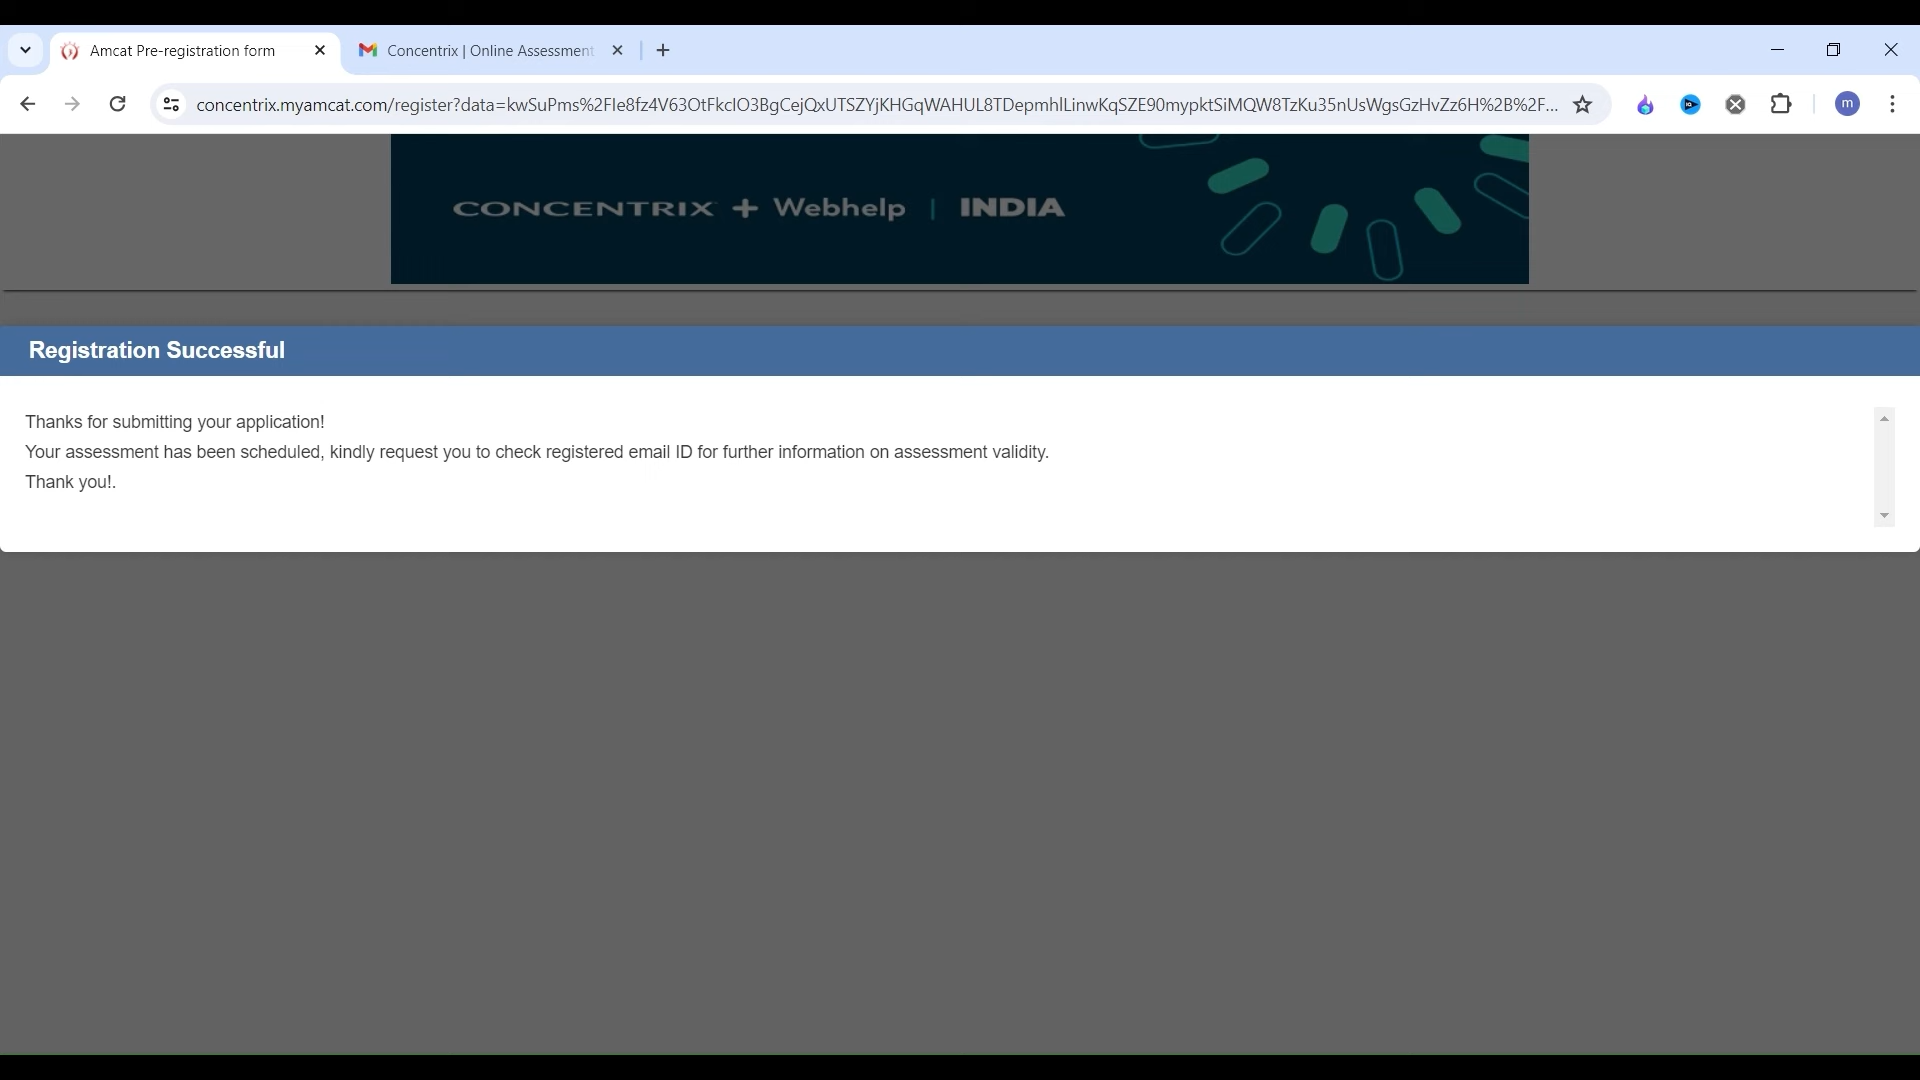 Amcat Pre-registration form
Concentrix | Online Assessment
concentrix.myamcat.com/register?data=kwSuPms%2FIe8fz4V63OtFkcIO3BgCejQxUTSZYjKHGqWAHUL8TDepmhlLinwKqSZE90mypktSiMQW8TzKu35nUsWgsGzHvZz6H%2B%2F...
m
CONCENTRIX + Webhelp | INDIA
Registration Successful
Thanks for submitting your application!
Your assessment has been scheduled, kindly request you to check registered email ID for further information on assessment validity.
Thank you!.